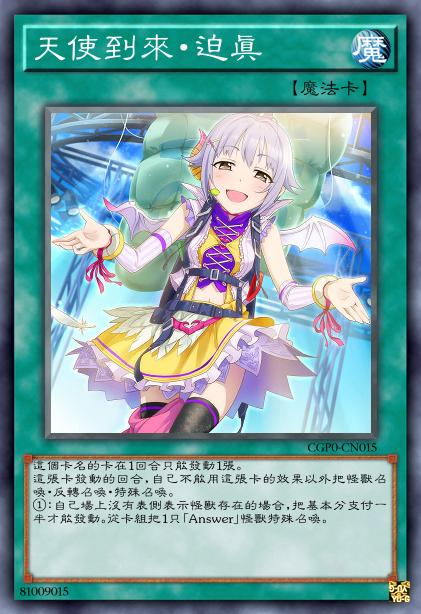 天使到來・迫眞
魔
【魔法卡】
CGP0-CN015
這個卡名的卡在1回合只能發動1張。
這張卡發動的回合，自己不能用這張卡的效果以外把怪獸召
喚・反轉召喚・特殊召喚。
①：自己場上沒有表側表示怪獸存在的場合，把基本分支付一
半才能發動。從卡組把1只「Answer」怪獸特殊召喚。
81009015